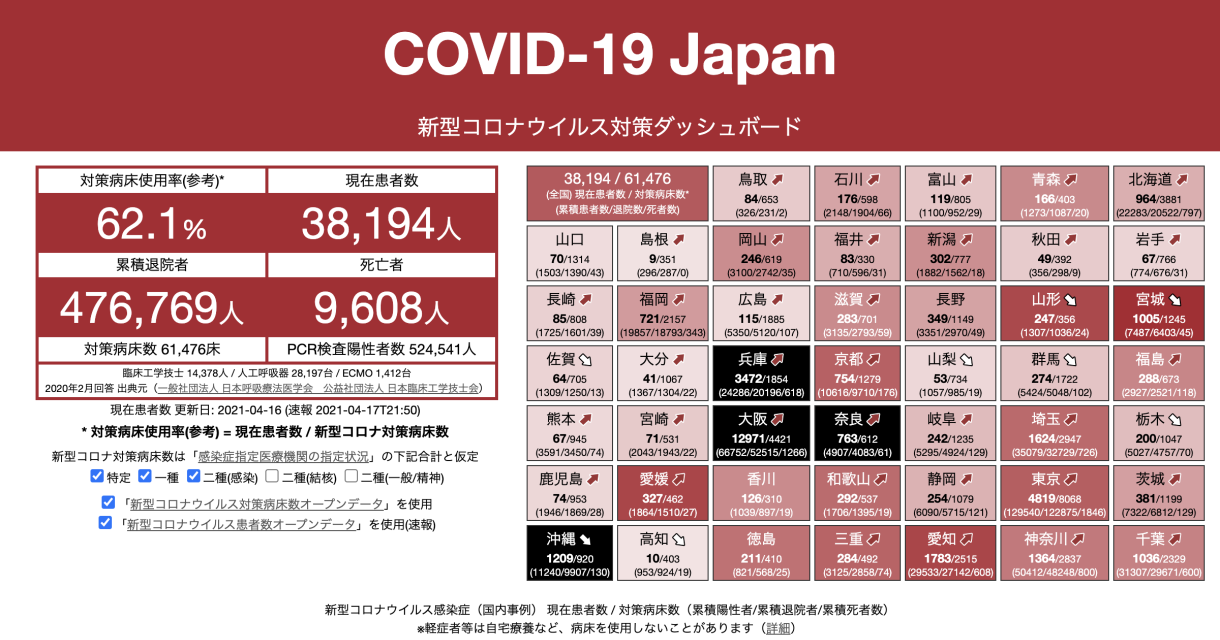 COVID-19 Japan
新型コロナウイルス対策ダッシュボード
対策病床使用率(参考)*
現在患者数
62.1%
38,194人
累積退院者
死亡者
476,769人
9,608人
対策病床数 61,476床
PCR検査陽性者数 524,541人
臨床工学技士 14,378人 / 人工呼吸器 28,197台 / ECMO 1,412台
2020年2月回答 出典元（一般社団法人 日本呼吸療法医学会　公益社団法人 日本臨床工学技士会）
現在患者数 更新日: 2021-04-16 (速報 2021-04-17T21:50)
* 対策病床使用率(参考) = 現在患者数 / 新型コロナ対策病床数
新型コロナ対策病床数は「感染症指定医療機関の指定状況」の下記合計と仮定
特定 一種 二種(感染) 二種(結核) 二種(一般/精神)
「新型コロナウイルス対策病床数オープンデータ」を使用
「新型コロナウイルス患者数オープンデータ」を使用(速報)
38,194 / 61,476
(全国) 現在患者数 / 対策病床数*
(累積患者数/退院数/死者数)
鳥取
84/653
(326/231/2)
石川
176/598
(2148/1904/66)
富山
119/805
(1100/952/29)
青森
166/403
(1273/1087/20)
北海道
964/3881
(22283/20522/797)
山口
70/1314
(1503/1390/43)
島根
9/351
(296/287/0)
岡山
246/619
(3100/2742/35)
福井
83/330
(710/596/31)
新潟
302/777
(1882/1562/18)
秋田
49/392
(356/298/9)
岩手
67/766
(774/676/31)
長崎
85/808
(1725/1601/39)
福岡
721/2157
(19857/18793/343)
広島
115/1885
(5350/5120/107)
滋賀
283/701
(3135/2793/59)
長野
349/1149
(3351/2970/49)
山形
247/356
(1307/1036/24)
宮城
1005/1245
(7487/6403/45)
佐賀
64/705
(1309/1250/13)
大分
41/1067
(1367/1304/22)
兵庫
3472/1854
(24286/20196/618)
京都
754/1279
(10616/9710/176)
山梨
53/734
(1057/985/19)
群馬
274/1722
(5424/5048/102)
福島
288/673
(2927/2521/118)
熊本
67/945
(3591/3450/74)
宮崎
71/531
(2043/1943/22)
大阪
12971/4421
(66752/52515/1266)
奈良
763/612
(4907/4083/61)
岐阜
242/1235
(5295/4924/129)
埼玉
1624/2947
(35079/32729/726)
栃木
200/1047
(5027/4757/70)
鹿児島
74/953
(1946/1869/28)
愛媛
327/462
(1864/1510/27)
香川
126/310
(1039/897/19)
和歌山
292/537
(1706/1395/19)
静岡
254/1079
(6090/5715/121)
東京
4819/8068
(129540/122875/1846)
茨城
381/1199
(7322/6812/129)
沖縄
1209/920
(11240/9907/130)
高知
10/403
(953/924/19)
徳島
211/410
(821/568/25)
三重
284/492
(3125/2858/74)
愛知
1783/2515
(29533/27142/608)
神奈川
1364/2837
(50412/48248/800)
千葉
1036/2329
(31307/29671/600)
新型コロナウイルス感染症（国内事例） 現在患者数 / 対策病床数（累積陽性者/累積退院者/累積死者数）
※軽症者等は自宅療養など、病床を使用しないことがあります（詳細）